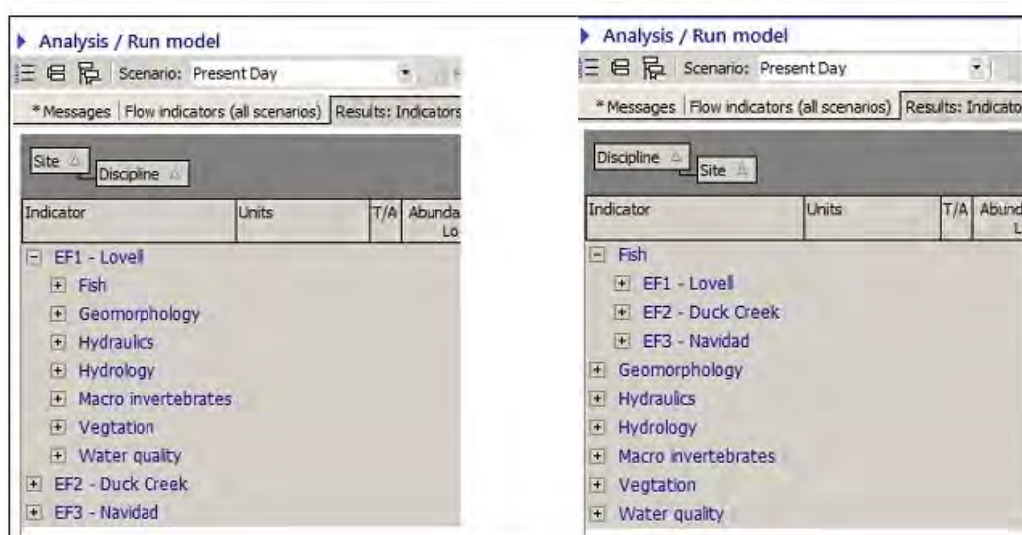 Analysis / Run model
Scenario: Present Day
* Messages Flow indicators (all scenarios) Results: Indicators
Site
Discipline
Indicator Units T/A Abunda
Lo
EF1 - Lovell
Fish
Geomorphology
Hydraulics
Hydrology
Macro invertebrates
Vegtation
Water quality
EF2 - Duck Creek
EF3 - Navidad
Analysis / Run model
Scenario: Present Day
* Messages Flow indicators (all scenarios) Results: Indicato
Discipline
Site
Indicator Units T/A Abund
L
Fish
EF1 - Lovell
EF2 - Duck Creek
EF3 - Navidad
Geomorphology
Hydraulics
Hydrology
Macro invertebrates
Vegtation
Water quality